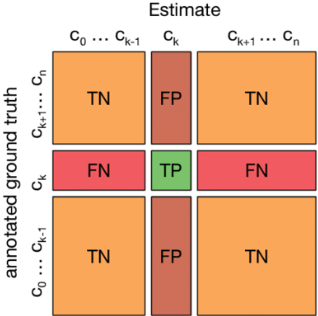 Estimate
c0 ... ck-1 ck ck+1 ... cn
annotated ground truth
ck+1... cn
TN FP TN
ck
FN TP FN
c0 ... ck-1
TN FP TN